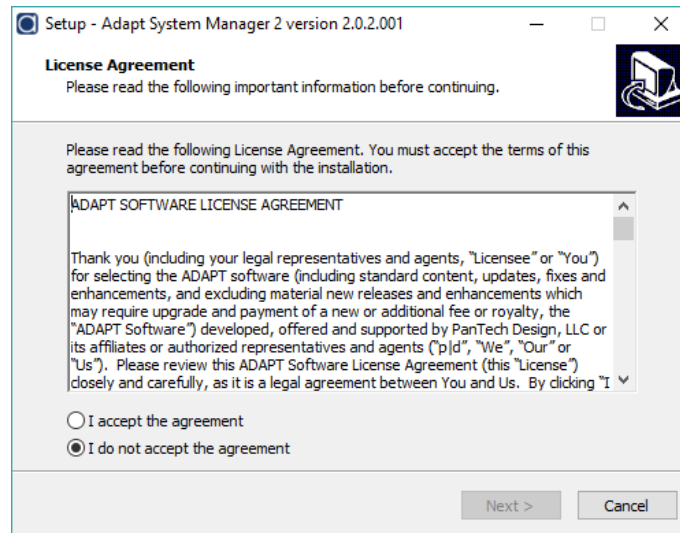 Setup - Adapt System Manager 2 version 2.0.2.001
License Agreement
Please read the following important information before continuing.
Please read the following License Agreement. You must accept the terms of this
agreement before continuing with the installation.
ADAPT SOFTWARE LICENSE AGREEMENT
Thank you (including your legal representatives and agents, “Licensee” or “You”)
for selecting the ADAPT software (including standard content, updates, fixes and
enhancements, and excluding material new releases and enhancements which
may require upgrade and payment of a new or additional fee or royalty, the
“ADAPT Software”) developed, offered and supported by PanTech Design, LLC or
its affiliates or authorized representatives and agents (“p|d”, “We”, “Our” or
“Us”).  Please review this ADAPT Software License Agreement (this “License”)
closely and carefully, as it is a legal agreement between You and Us.  By clicking “I
I accept the agreement
I do not accept the agreement
Next >
Cancel